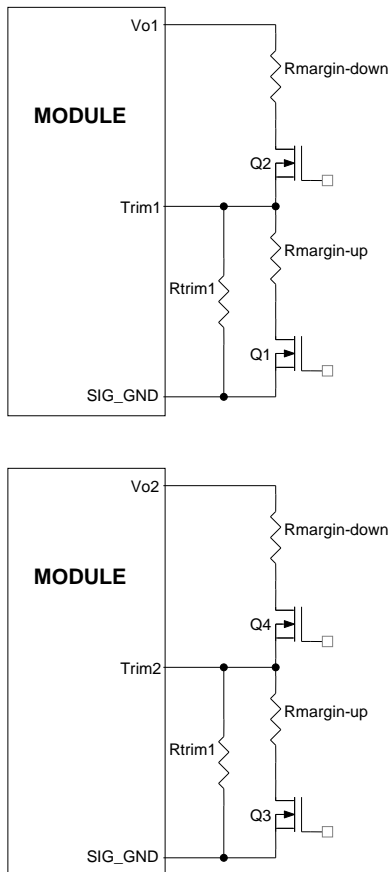 Vo1
Rmargin-down
MODULE
Q2
Trim1
Rmargin-up
Rtrim1
Q1
SIG_GND
Vo2
Rmargin-down
MODULE
Q4
Trim2
Rmargin-up
Rtrim1
Q3
SIG_GND